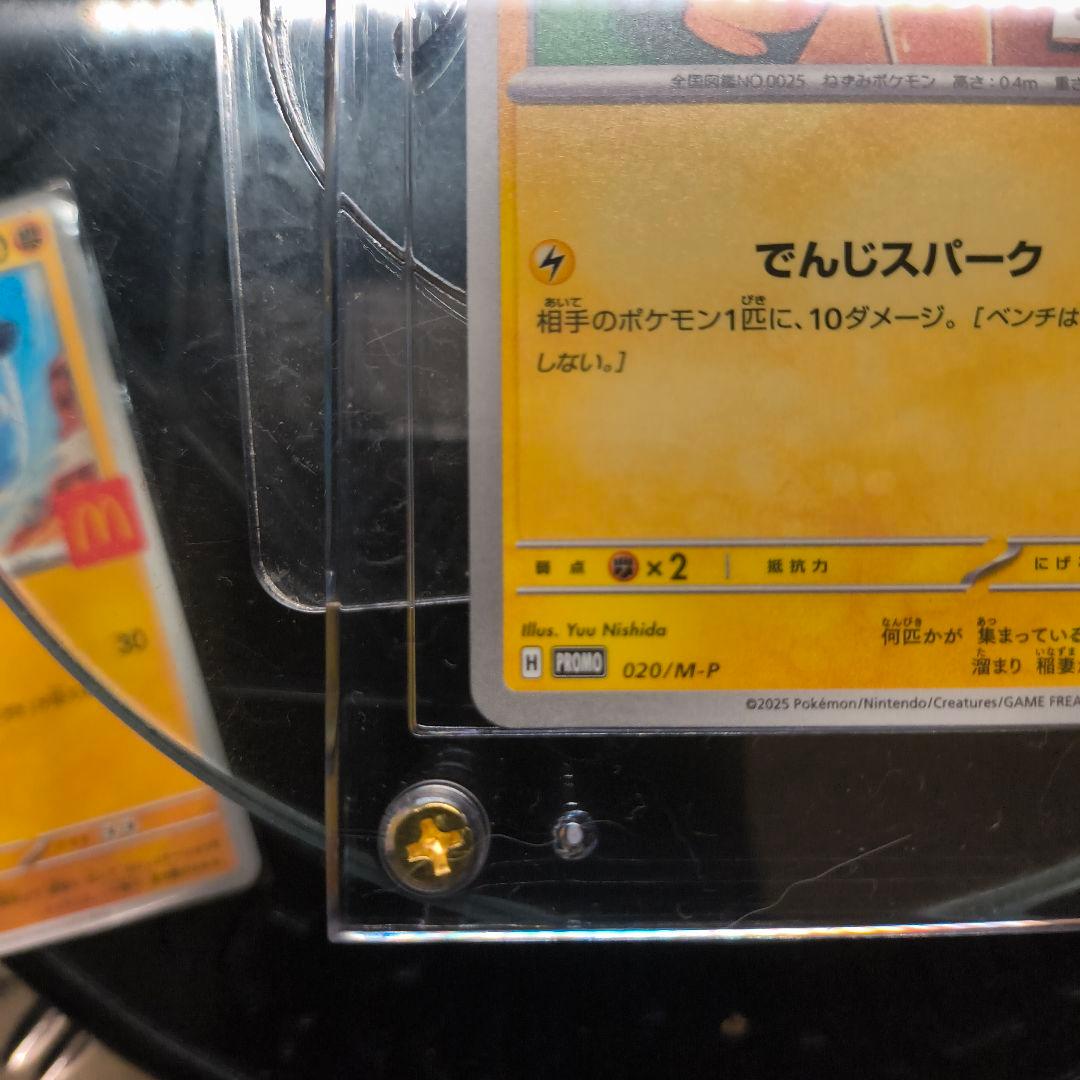 全国図鑑NO.0025 ねずみポケモン 高さ：0.4m 重さ
でんじスパーク
あいて びき
相手のポケモン1匹に、10ダメージ。［ベンチは
しない。］
弱点 ×2 抵抗力 にげ
Illus. Yuu Nishida
H PROMO 020/M-P
なんびき あつ
何匹かが 集まっている
た いなずま
溜まり 稲妻
©2025 Pokémon/Nintendo/Creatures/GAME FREA
30